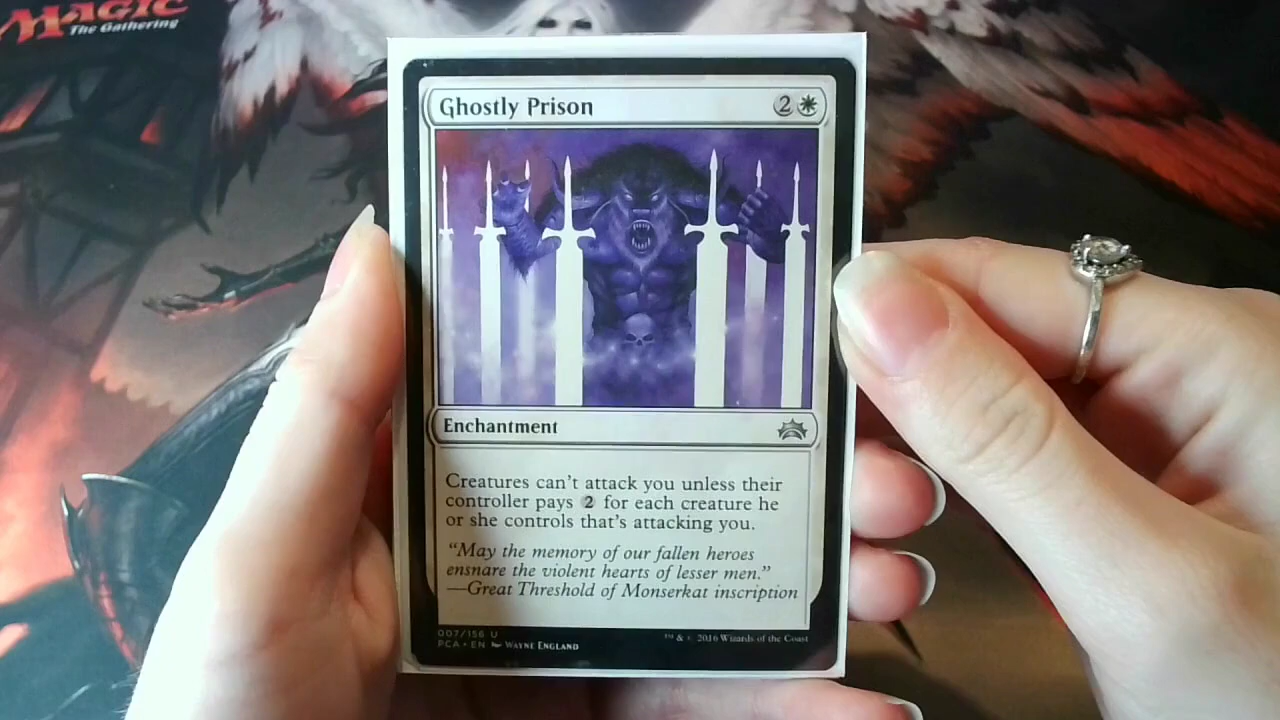 MAGIC
The Gathering
Ghostly Prison 2
Enchantment
Creatures can't attack you unless their
controller pays 2 for each creature he
or she controls that's attacking you.
"May the memory of our fallen heroes
ensnare the violent hearts of lesser men."
—Great Threshold of Monserkat inscription
007/156 U
PCA • EN WAYNE ENGLAND
™ & © 2016 Wizards of the Coast